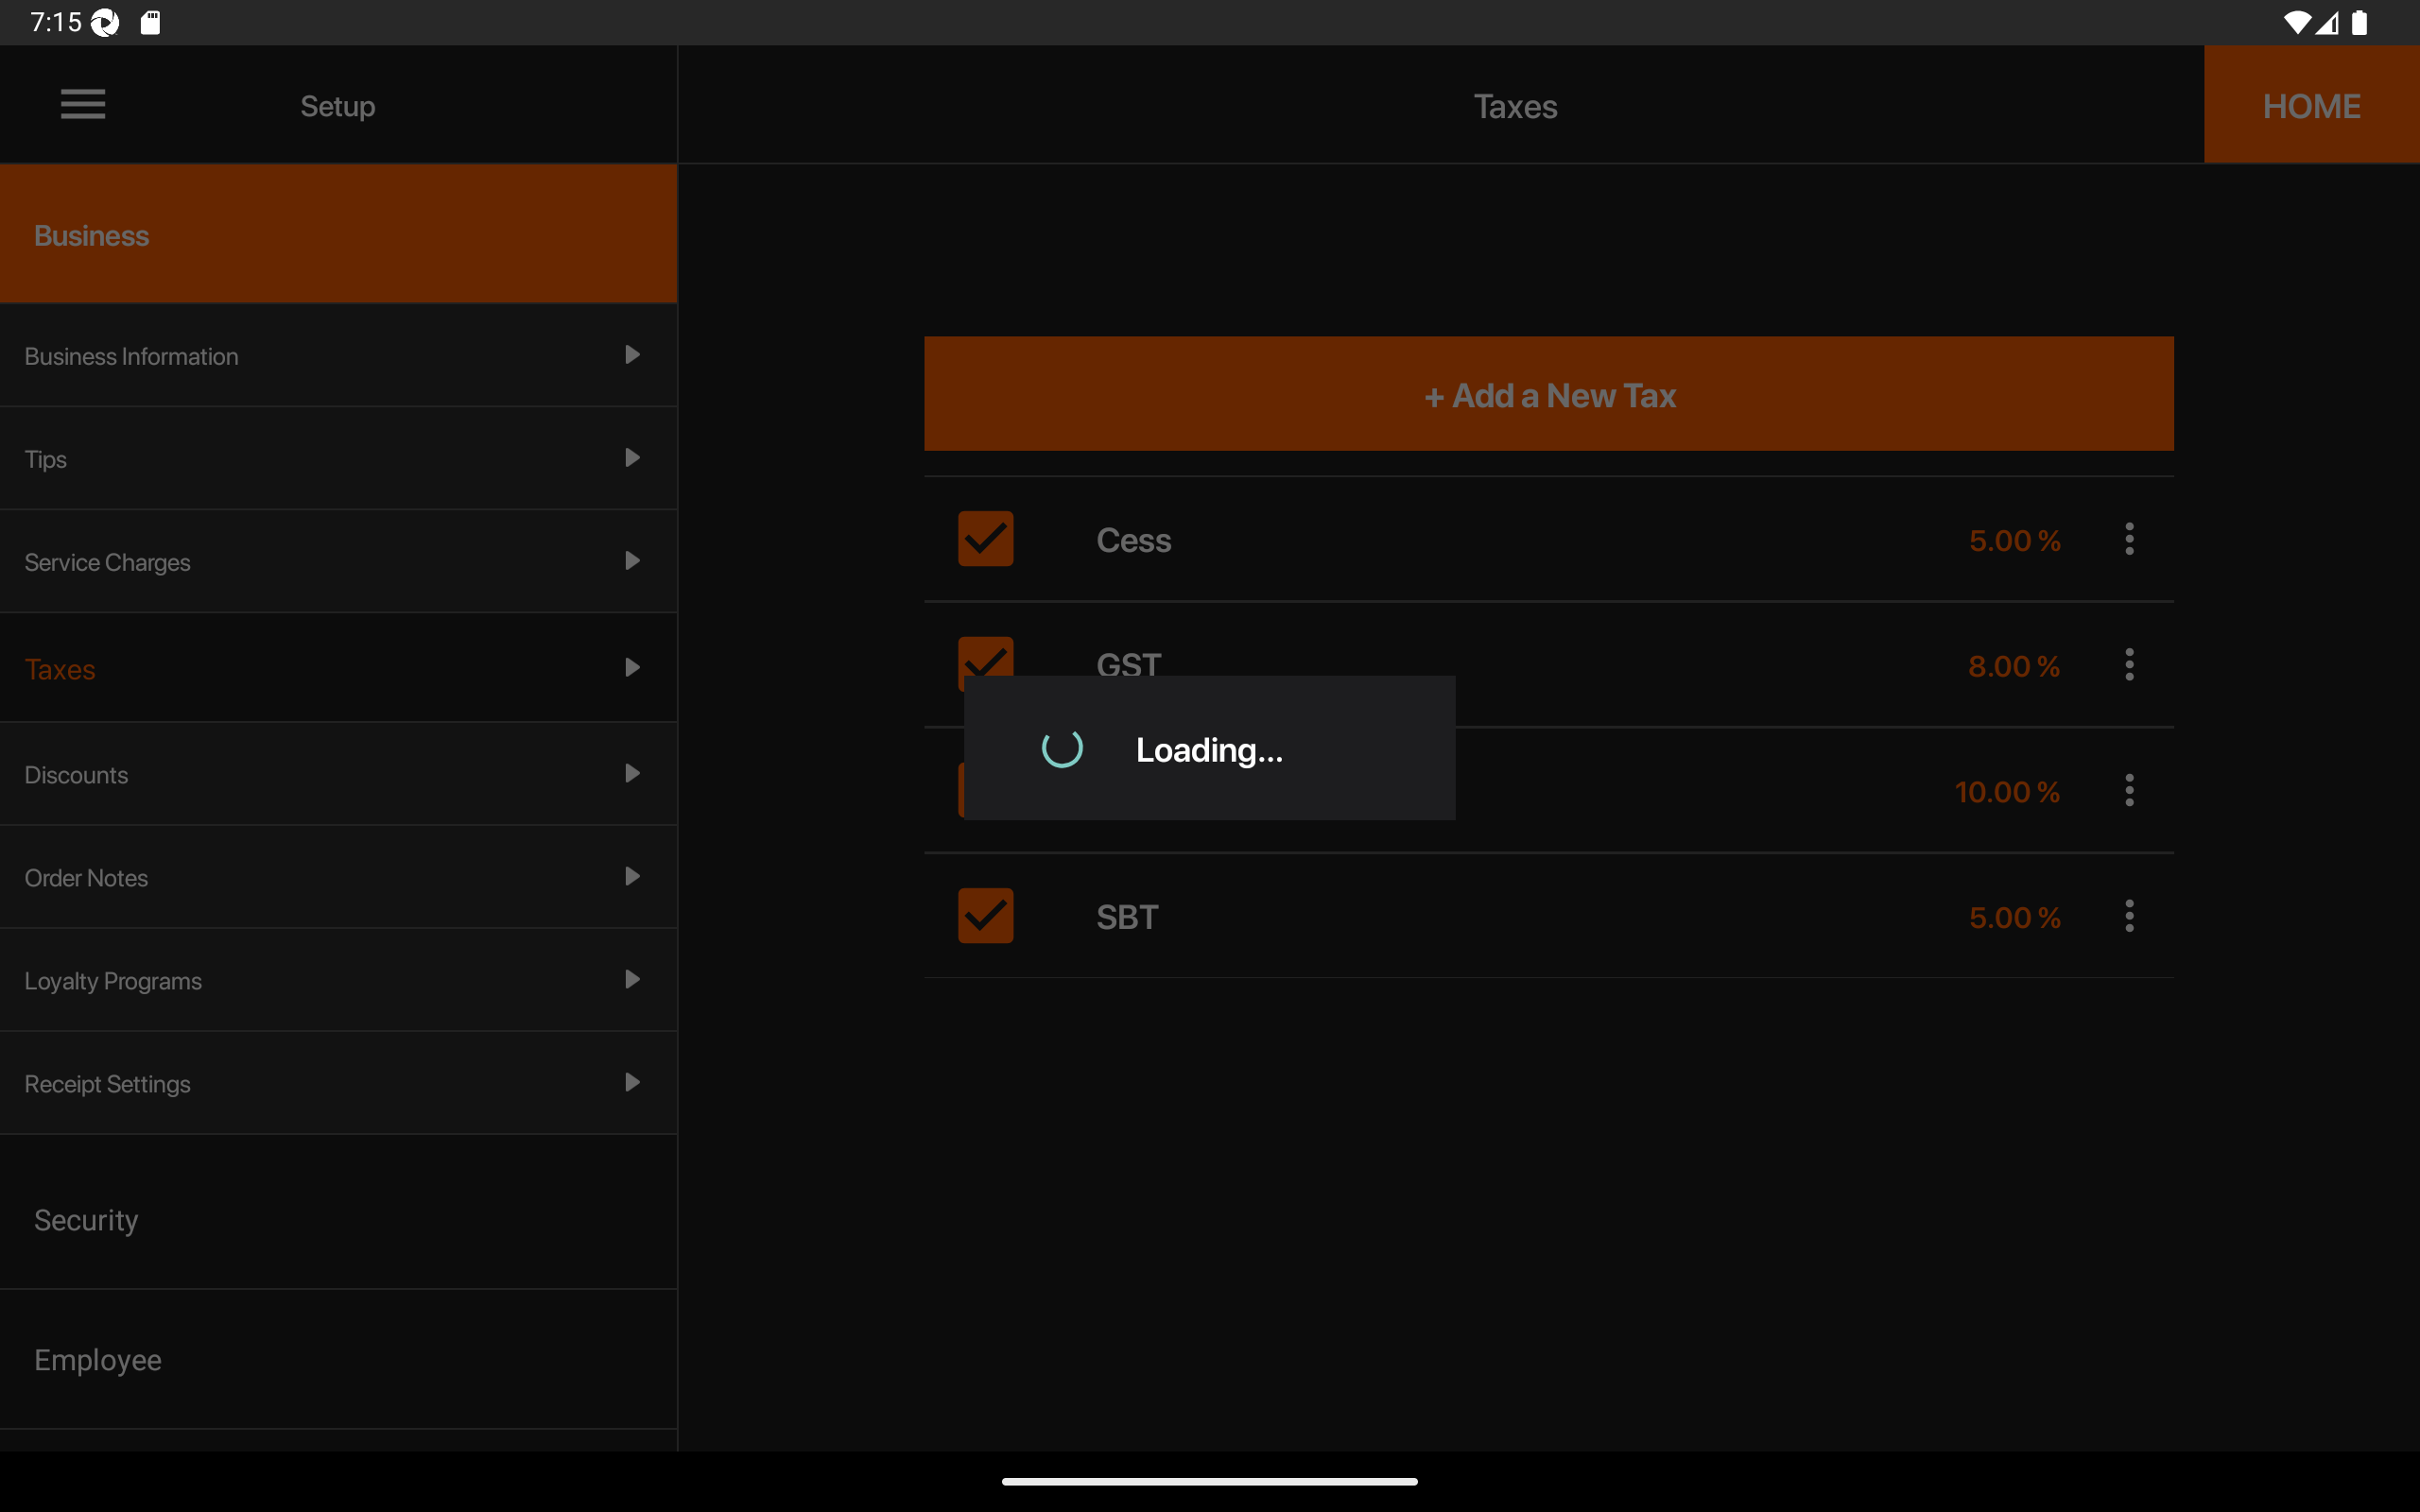 7:15
Setup
Taxes
HOME
Business
Business Information
Tips
Service Charges
Taxes
Discounts
Order Notes
Loyalty Programs
Receipt Settings
Security
Employee
+ Add a New Tax
Cess 5.00 %
GST 8.00 %
10.00 %
SBT 5.00 %
Loading...